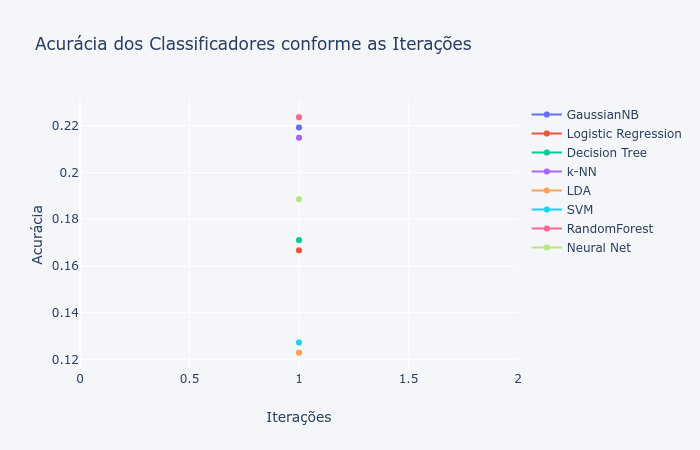 Acurácia dos Classificadores conforme as Iterações
0.22
0.2
0.18
0.16
0.14
0.12
Acurácia
0
0.5
1
1.5
2
Iterações
GaussianNB
Logistic Regression
Decision Tree
k-NN
LDA
SVM
RandomForest
Neural Net